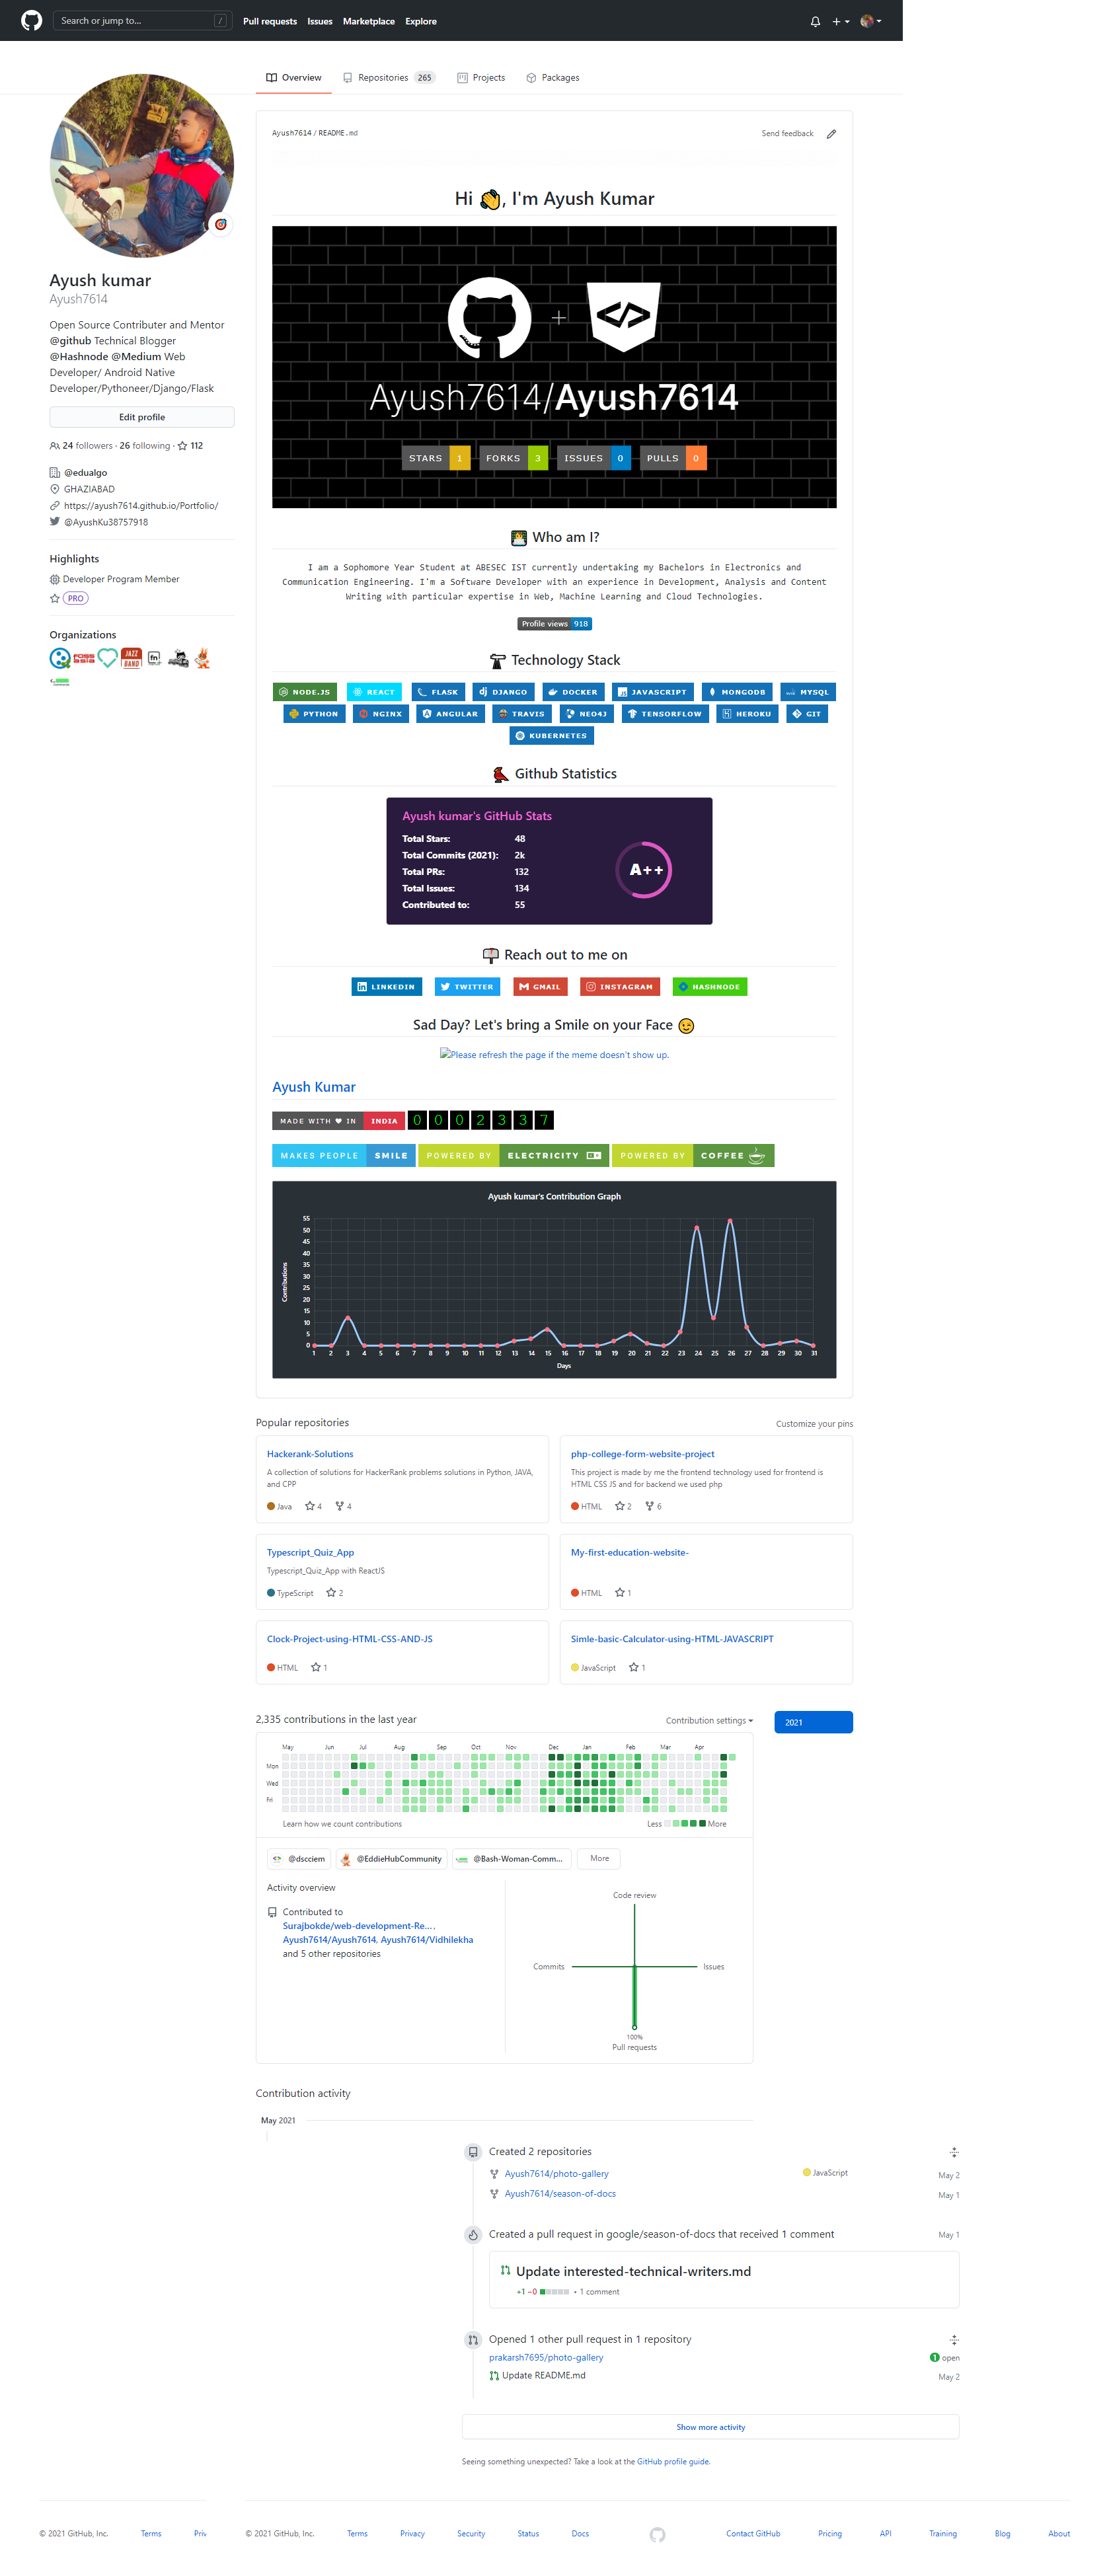 Search or jump to... /
Pull requests Issues Marketplace Explore
Overview Repositories 265 Projects Packages
Ayush kumar
Ayush7614
Open Source Contributer and Mentor
@github Technical Blogger
@Hashnode @Medium Web
Developer/ Android Native
Developer/Pythoneer/Django/Flask
Edit profile
24 followers · 26 following · 112
@edualgo
GHAZIABAD
https://ayush7614.github.io/Portfolio/
@AyushKu38757918
Highlights
Developer Program Member
PRO
Organizations
FOSS
ASIA
JAZZ
BAND
fn
Ayush7614 / README.md Send feedback
Hi 👋, I'm Ayush Kumar
Ayush7614/Ayush7614
STARS 1 FORKS 3 ISSUES 0 PULLS 0
Who am I?
I am a Sophomore Year Student at ABESEC IST currently undertaking my Bachelors in Electronics and
Communication Engineering. I'm a Software Developer with an experience in Development, Analysis and Content
Writing with particular expertise in Web, Machine Learning and Cloud Technologies.
Profile views 918
Technology Stack
NODE.JS REACT FLASK DJANGO DOCKER JAVASCRIPT MONGODB MYSQL
PYTHON NGINX ANGULAR TRAVIS NEO4J TENSORFLOW HEROKU GIT
KUBERNETES
Github Statistics
Ayush kumar's GitHub Stats
Total Stars: 48
Total Commits (2021): 2k
Total PRs: 132
Total Issues: 134
Contributed to: 55
A++
Reach out to me on
LINKEDIN TWITTER GMAIL INSTAGRAM HASHNODE
Sad Day? Let's bring a Smile on your Face 😉
Please refresh the page if the meme doesn't show up.
Ayush Kumar
MADE WITH ♥ IN INDIA 0 0 0 2 3 3 7
MAKES PEOPLE SMILE POWERED BY ELECTRICITY POWERED BY COFFEE
Ayush kumar's Contribution Graph
Contributions
55
50
45
40
35
30
25
20
15
10
5
0
1 2 3 4 5 6 7 8 9 10 11 12 13 14 15 16 17 18 19 20 21 22 23 24 25 26 27 28 29 30 31
Days
Popular repositories Customize your pins
Hackerank-Solutions
A collection of solutions for HackerRank problems solutions in Python, JAVA,
and CPP
Java 4 4
php-college-form-website-project
This project is made by me the frontend technology used for frontend is
HTML CSS JS and for backend we used php
HTML 2 6
Typescript_Quiz_App
Typescript_Quiz_App with ReactJS
TypeScript 2
My-first-education-website-
HTML 1
Clock-Project-using-HTML-CSS-AND-JS
HTML 1
Simle-basic-Calculator-using-HTML-JAVASCRIPT
JavaScript 1
2,335 contributions in the last year Contribution settings 2021
May Jun Jul Aug Sep Oct Nov Dec Jan Feb Mar Apr
Mon
Wed
Fri
Learn how we count contributions Less More
@dscciem @EddieHubCommunity @Bash-Woman-Comm... More
Activity overview
Contributed to
Surajbokde/web-development-Re...,
Ayush7614/Ayush7614, Ayush7614/Vidhilekha
and 5 other repositories
Code review
Commits Issues
100%
Pull requests
Contribution activity
May 2021
Created 2 repositories
Ayush7614/photo-gallery JavaScript May 2
Ayush7614/season-of-docs May 1
Created a pull request in google/season-of-docs that received 1 comment May 1
Update interested-technical-writers.md
+1 −0 • 1 comment
Opened 1 other pull request in 1 repository
prakarsh7695/photo-gallery 1 open
Update README.md May 2
Show more activity
Seeing something unexpected? Take a look at the GitHub profile guide.
© 2021 GitHub, Inc. Terms Priv
© 2021 GitHub, Inc. Terms Privacy Security Status Docs Contact GitHub Pricing API Training Blog About